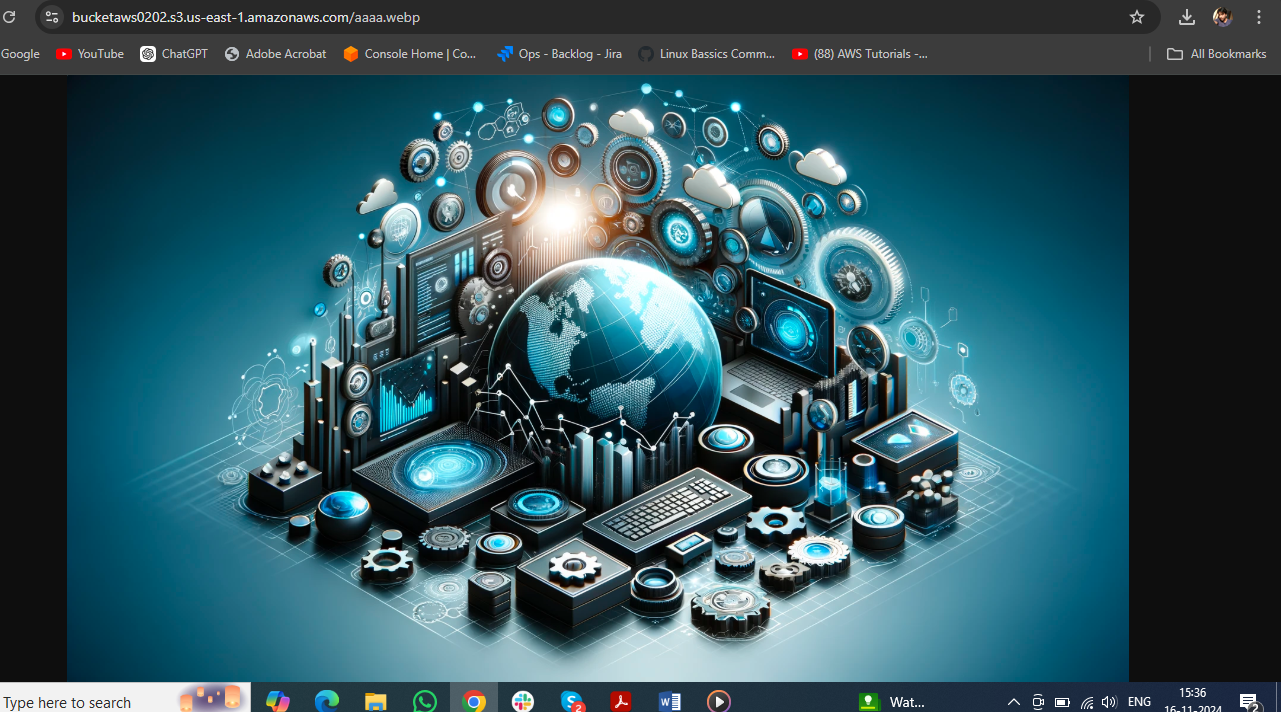 bucketaws0202.s3.us-east-1.amazonaws.com/aaaa.webp
Google YouTube ChatGPT Adobe Acrobat Console Home | Co... Ops - Backlog - Jira Linux Bassics Comm... (88) AWS Tutorials -... All Bookmarks
Type here to search
2
Wat...
ENG
15:36
16-11-2024
2